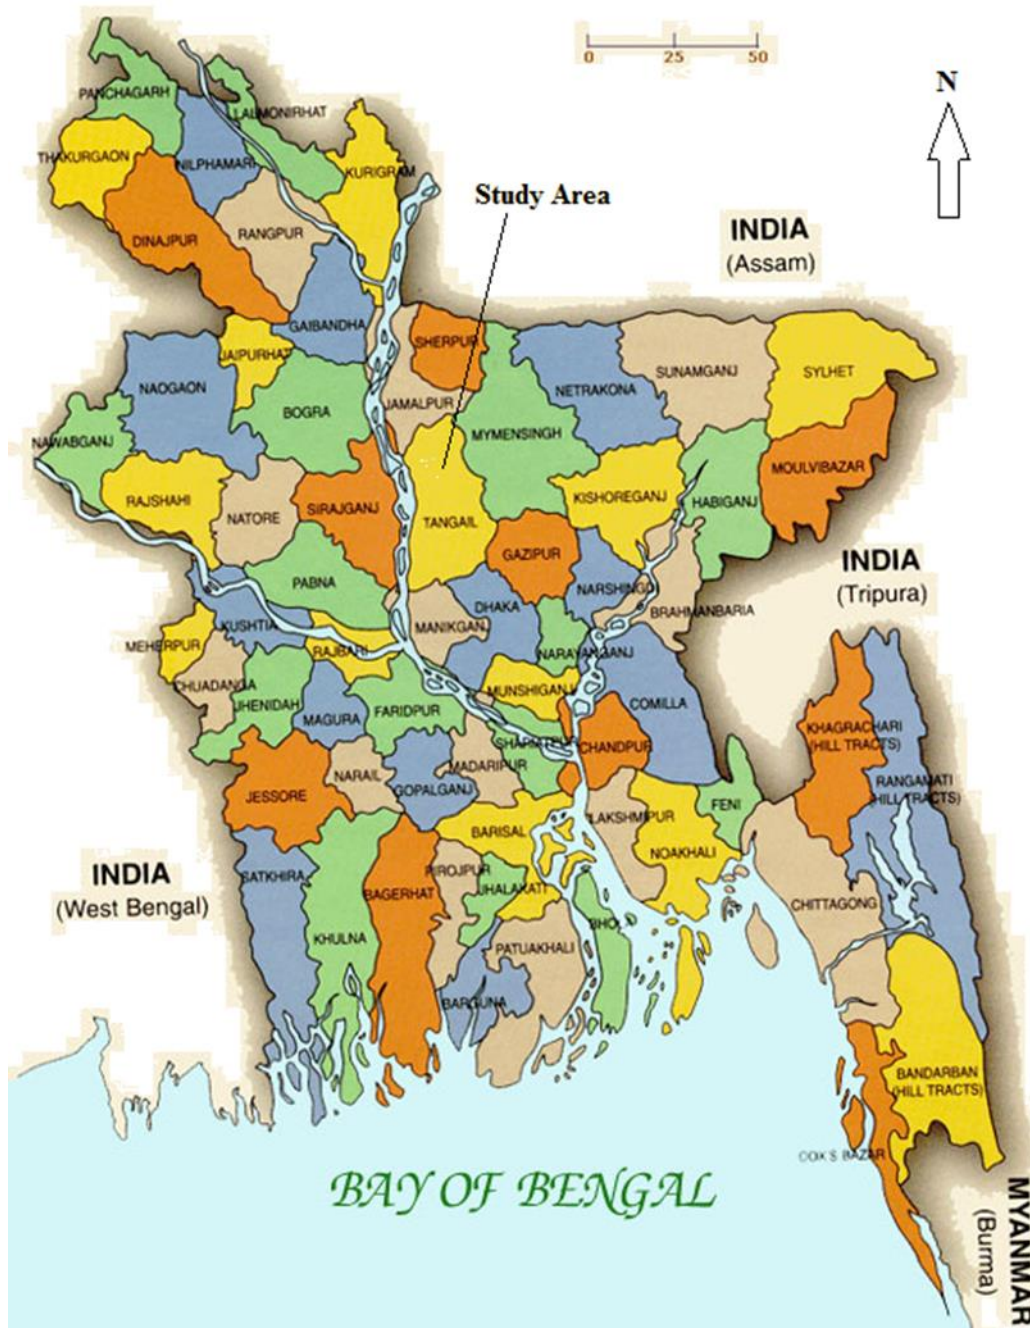 0 25 50
N
PANCHAGARH
LALMONIRHAT
THAKURGAON
NILPHAMARI
KURIGRAM
Study Area
DINAJPUR
RANGPUR
INDIA
(Assam)
GAIBANDHA
SHERPUR
JAIPURHAT
SUNAMGANJ
SYLHET
NAOGAON
NETRAKONA
JAMALPUR
BOGRA
MYMENSINGH
NAWABGANJ
MOULVIBAZAR
RAJSHAHI
KISHOREGANJ
HABIGANJ
SIRAJGANJ
NATORE
TANGAIL
GAZIPUR
INDIA
(Tripura)
PABNA
NARSHINGDI
DHAKA
BRAHMANBARIA
KUSHTIA
MANIKGANJ
MEHERPUR
RAJBARI
NARAYANGANJ
CHUADANGA
MUNSHIGANJ
JHENIDAH
COMILLA
MAGURA
FARIDPUR
KHAGRACHARI
(HILL TRACTS)
SHARIATPUR
CHANDPUR
MADARIPUR
NARAIL
RANGAMATI
(HILL TRACTS)
GOPALGANJ
JESSORE
FENI
LAKSHMIPUR
BARISAL
NOAKHALI
INDIA
(West Bengal)
SATKHIRA
PIROJPUR
BAGERHAT
JHALAKATI
CHITTAGONG
BHOLA
KHULNA
PATUAKHALI
BARGUNA
BANDARBAN
(HILL TRACTS)
COX'S BAZAR
BAY OF BENGAL
MYANMAR
(Burma)